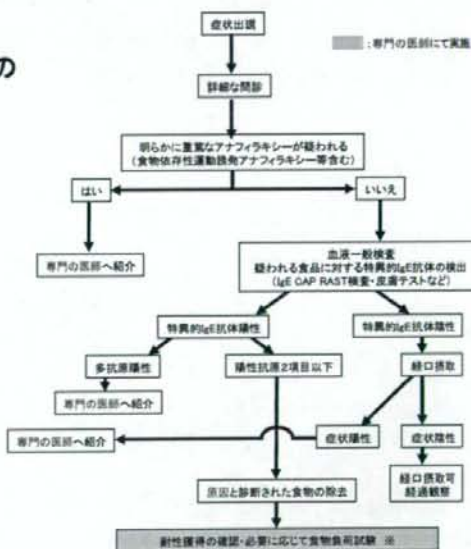 の
症状出現
:専門の医師にて実施
詳細な問診
明らかに重篤なアナフィラキシーが疑われる
(食物依存性運動誘発アナフィラキシー等含む)
はい
いいえ
専門の医師へ紹介
血液一般検査
疑われる食品に対する特異的IgE抗体の検出
(IgE CAP RAST検査・皮膚テストなど)
特異的IgE抗体陽性
特異的IgE抗体陰性
多抗原陽性
陽性抗原2項目以下
経口摂取
専門の医師へ紹介
専門の医師へ紹介
症状陽性
症状陰性
経口摂取可
経過観察
原因と診断された食物の除去
耐性獲得の確認・必要に応じて食物負荷試験 ※